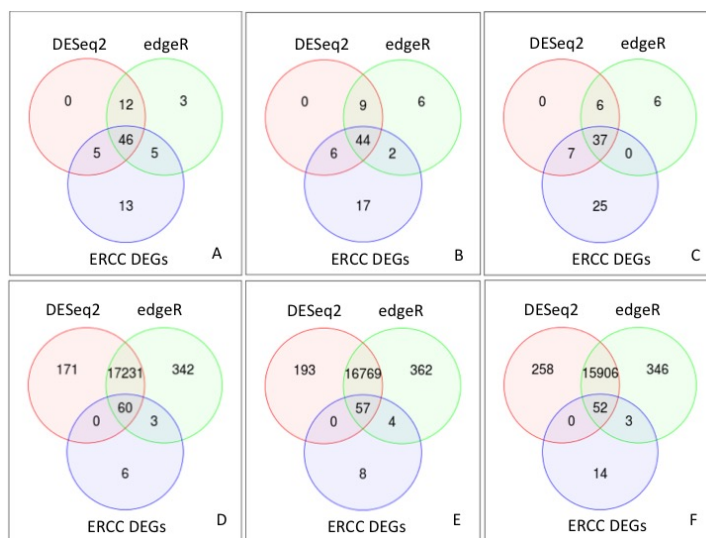 DESeq2 edgeR
0 12 3
46
5 5
13
ERCC DEGs A
DESeq2 edgeR
0 9 6
44
6 2
17
ERCC DEGs B
DESeq2 edgeR
0 6 6
37
7 0
25
ERCC DEGs C
DESeq2 edgeR
171 17231 342
60
0 3
6
ERCC DEGs D
DESeq2 edgeR
193 16769 362
57
0 4
8
ERCC DEGs E
DESeq2 edgeR
258 15906 346
52
0 3
14
ERCC DEGs F